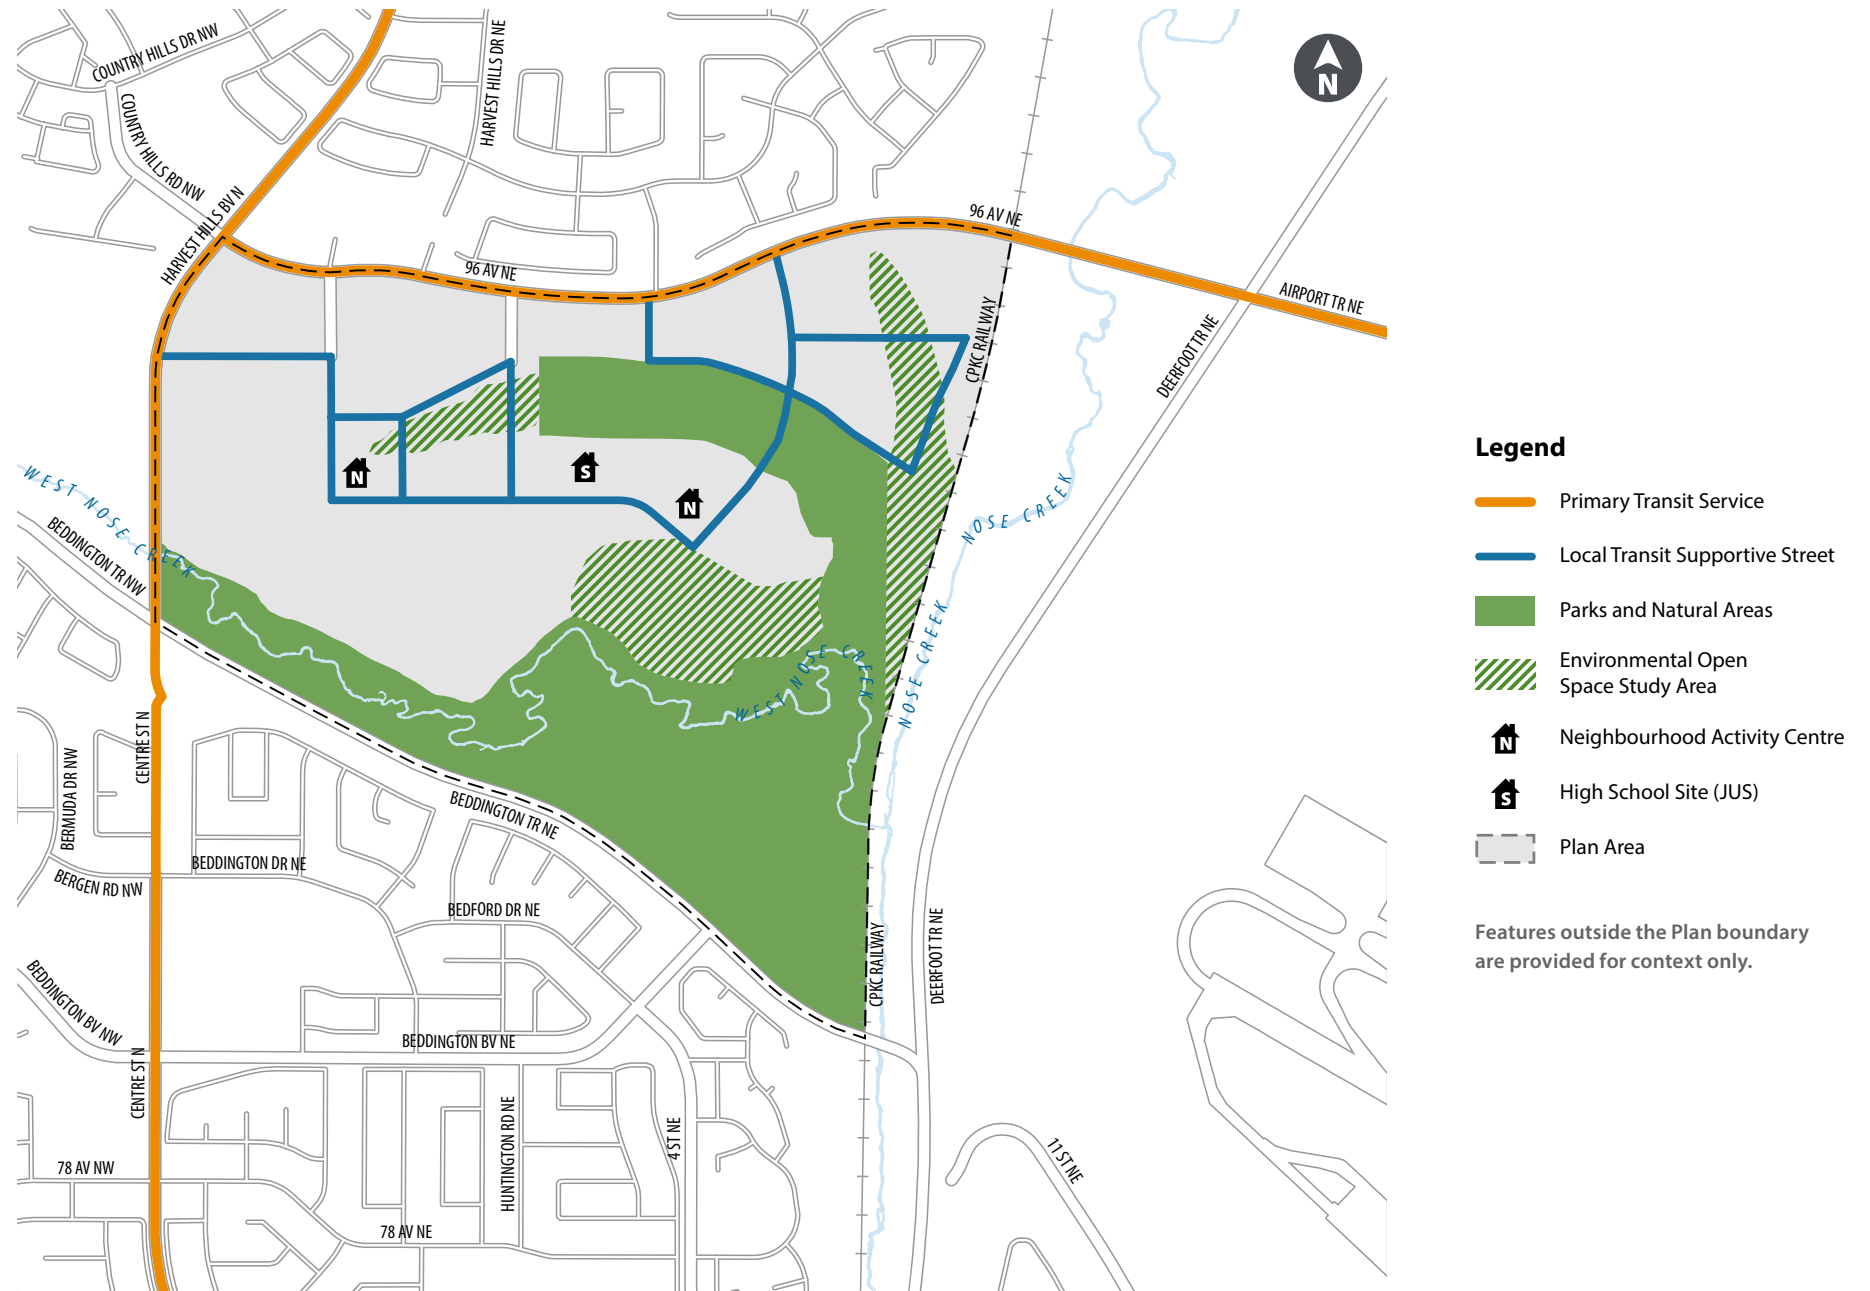 COUNTRY HILLS DR NW
HARVEST HILLS DR NE
N
COUNTRY HILLS RD NW
HARVEST HILLS BV N
96 AV NE
96 AV NE
AIRPORT TR NE
CPKC RAILWAY
DEERFOOT TR NE
WEST NOSE CREEK
BEDDINGTON TR NW
N
S
N
NOSE CREEK
NOSE CREEK
WEST NOSE CREEK
CENTRE ST N
BERMUDA DR NW
BEDDINGTON TR NE
BEDDINGTON DR NE
BERGEN RD NW
BEDFORD DR NE
CPKC RAILWAY
DEERFOOT TR NE
BEDDINGTON BV NW
BEDDINGTON BV NE
CENTRE ST N
HUNTINGTON RD NE
4 ST NE
11 ST NE
78 AV NW
78 AV NE
Legend
Primary Transit Service
Local Transit Supportive Street
Parks and Natural Areas
Environmental Open
Space Study Area
N
Neighbourhood Activity Centre
S
High School Site (JUS)
Plan Area
Features outside the Plan boundary
are provided for context only.